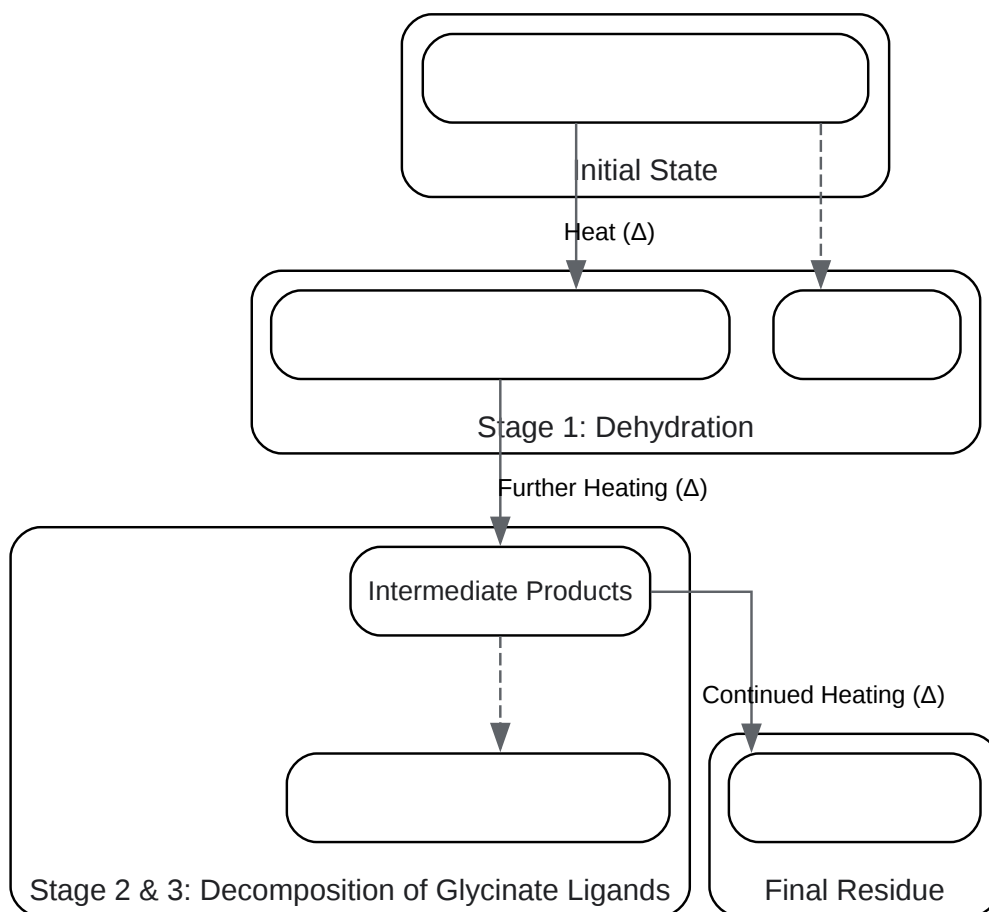 Initial State
Heat (Δ)
Stage 1: Dehydration
Further Heating (Δ)
Intermediate Products
Continued Heating (Δ)
Stage 2 & 3: Decomposition of Glycinate Ligands
Final Residue